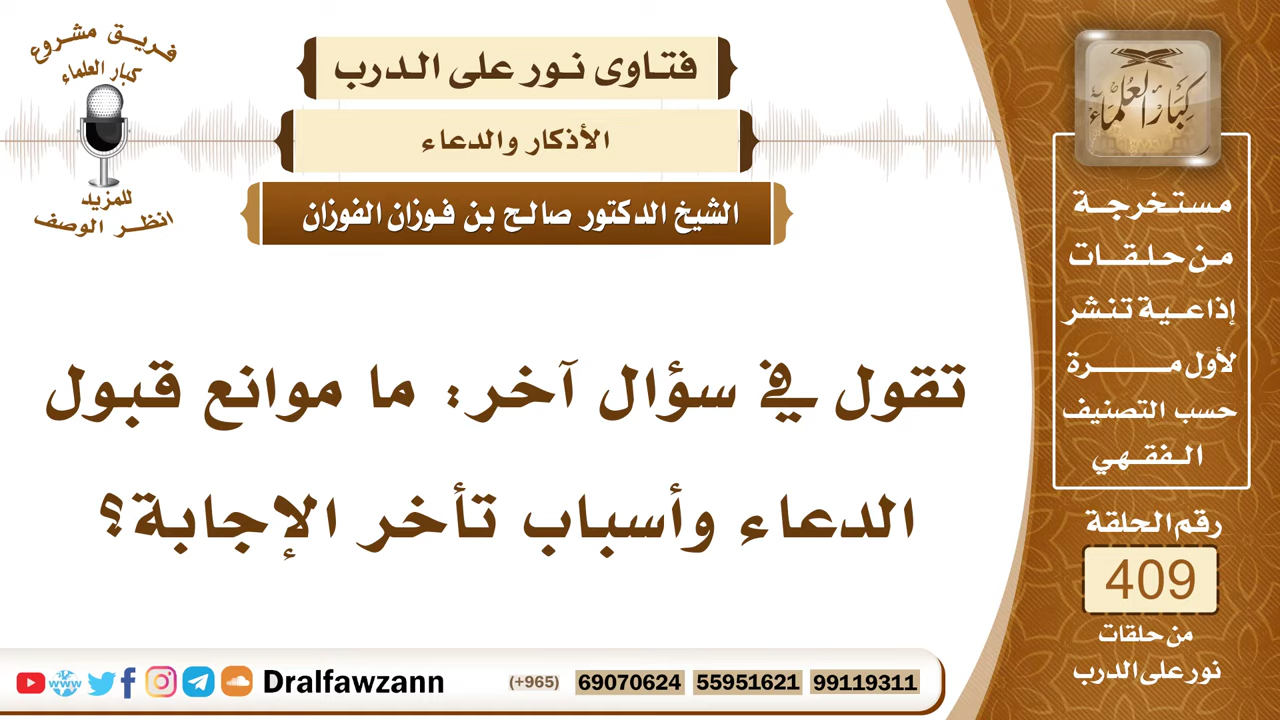 فريق مشروع
كبار العلماء
للمزيد
انظر الوصف
فتاوى نور على الدرب
الأذكار والدعاء
الشيخ الدكتور صالح بن فوزان الفوزان
تقول في سؤال آخر: ما موانع قبول
الدعاء وأسباب تأخر الإجابة؟
كبار العلماء
مستخرجة
من حلقات
إذاعية تنشر
لأول مرة
حسب التصنيف
الفقهي
رقم الحلقة
409
من حلقات
نور على الدرب
www
Dralfawzann
(+965) 69070624 55951621 99119311